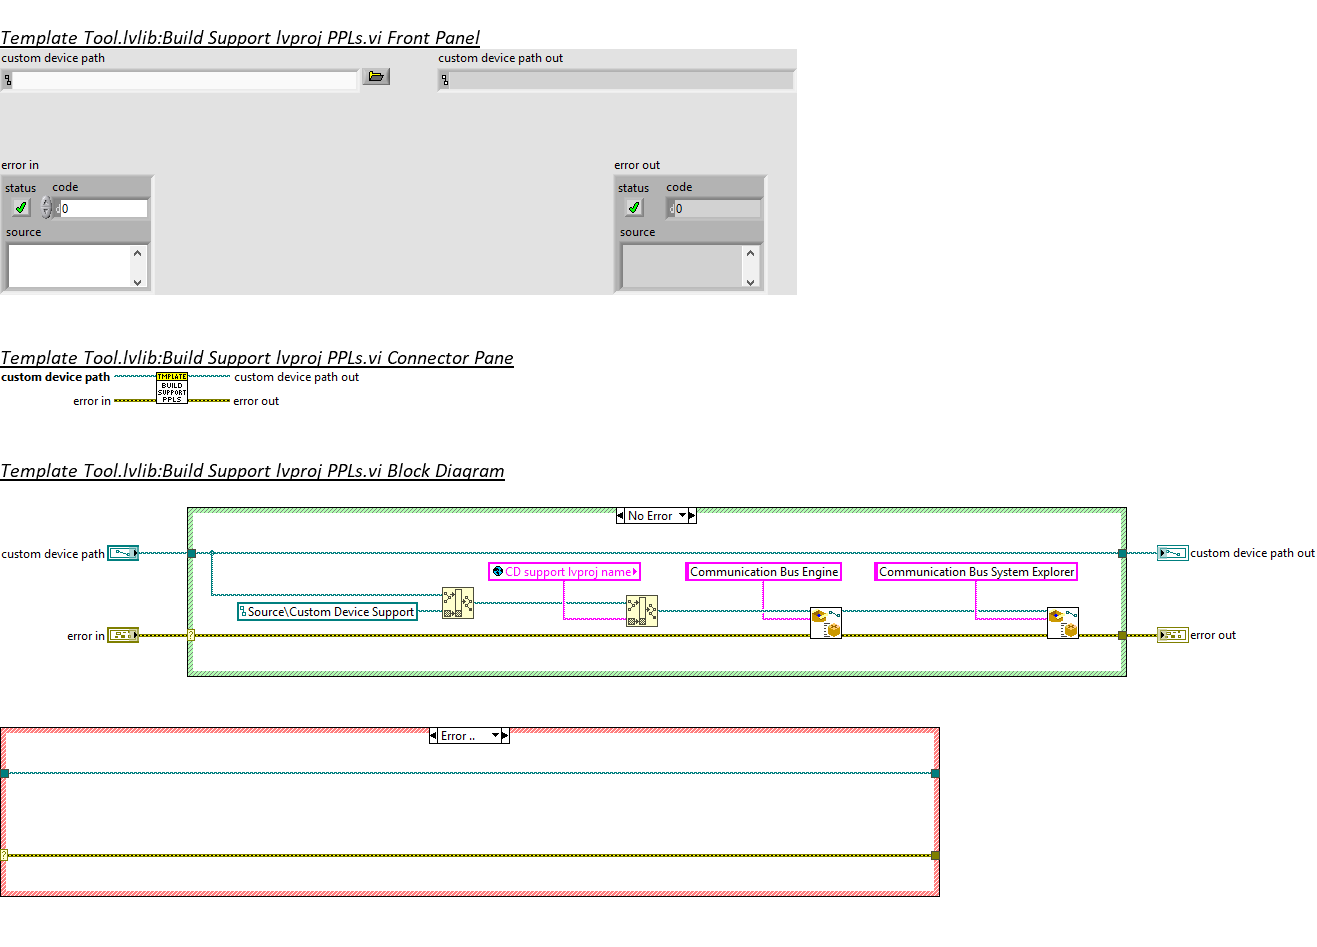 Template Tool.lvlib:Build Support lvproj PPLs.vi Front Panel
custom device path
custom device path out
error in
error out
status code
status code
0
0
source
source
Template Tool.lvlib:Build Support lvproj PPLs.vi Connector Pane
custom device path
custom device path out
TMPLATE
BUILD
SUPPORT
PPLS
error in
error out
Template Tool.lvlib:Build Support lvproj PPLs.vi Block Diagram
No Error
custom device path
custom device path out
CD support lvproj name
Communication Bus Engine
Communication Bus System Explorer
Source\Custom Device Support
error in
?
error out
Error ..
?